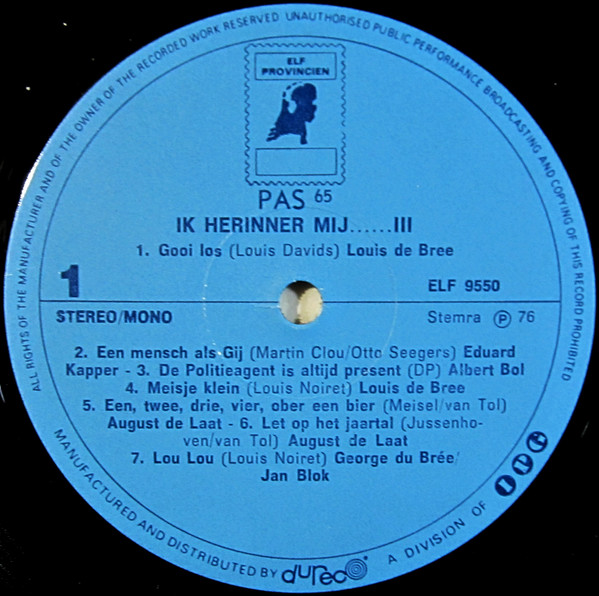 ALL RIGHTS OF THE MANUFACTURER AND OF THE OWNER OF THE RECORDED WORK RESERVED UNAUTHORISED PUBLIC PERFORMANCE BROADCASTING AND COPYING OF THIS RECORD PROHIBITED
ELF
PROVINCIEN
PAS 65
IK HERINNER MIJ......III
1. Gooi los (Louis Davids) Louis de Bree
1
ELF 9550
STEREO/MONO
Stemra Ⓟ 76
2. Een mensch als Gij (Martin Clou/Otto Seegers) Eduard
Kapper - 3. De Politieagent is altijd present (DP) Albert Bol
4. Meisje klein (Louis Noiret) Louis de Bree
5. Een, twee, drie, vier, ober een bier (Meisel/van Tol)
August de Laat - 6. Let op het jaartal (Jussenho-
ven/van Tol) August de Laat
7. Lou Lou (Louis Noiret) George du Brée/
Jan Blok
MANUFACTURED AND DISTRIBUTED BY dureco A DIVISION OF